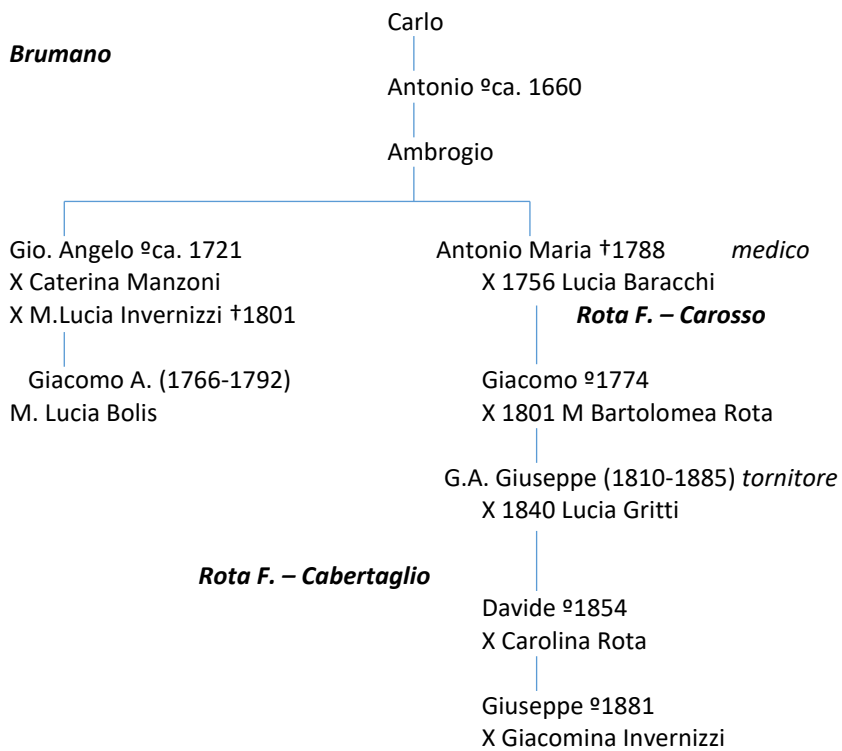 Carlo
Brumano
Antonio ºca. 1660
Ambrogio
Gio. Angelo ºca. 1721
X Caterina Manzoni
X M.Lucia Invernizzi †1801
Antonio Maria †1788 medico
X 1756 Lucia Baracchi
Rota F. – Carosso
Giacomo A. (1766-1792)
M. Lucia Bolis
Giacomo º1774
X 1801 M Bartolomea Rota
G.A. Giuseppe (1810-1885) tornitore
X 1840 Lucia Gritti
Rota F. – Cabertaglio
Davide º1854
X Carolina Rota
Giuseppe º1881
X Giacomina Invernizzi